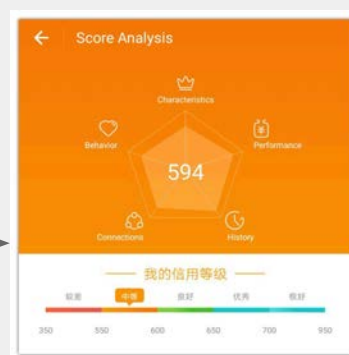 Score Analysis
Characteristics
Behavior
Performance
594
Connections
History
我的信用等级
较差 中等 良好 优秀 极好
350 550 600 650 700 950